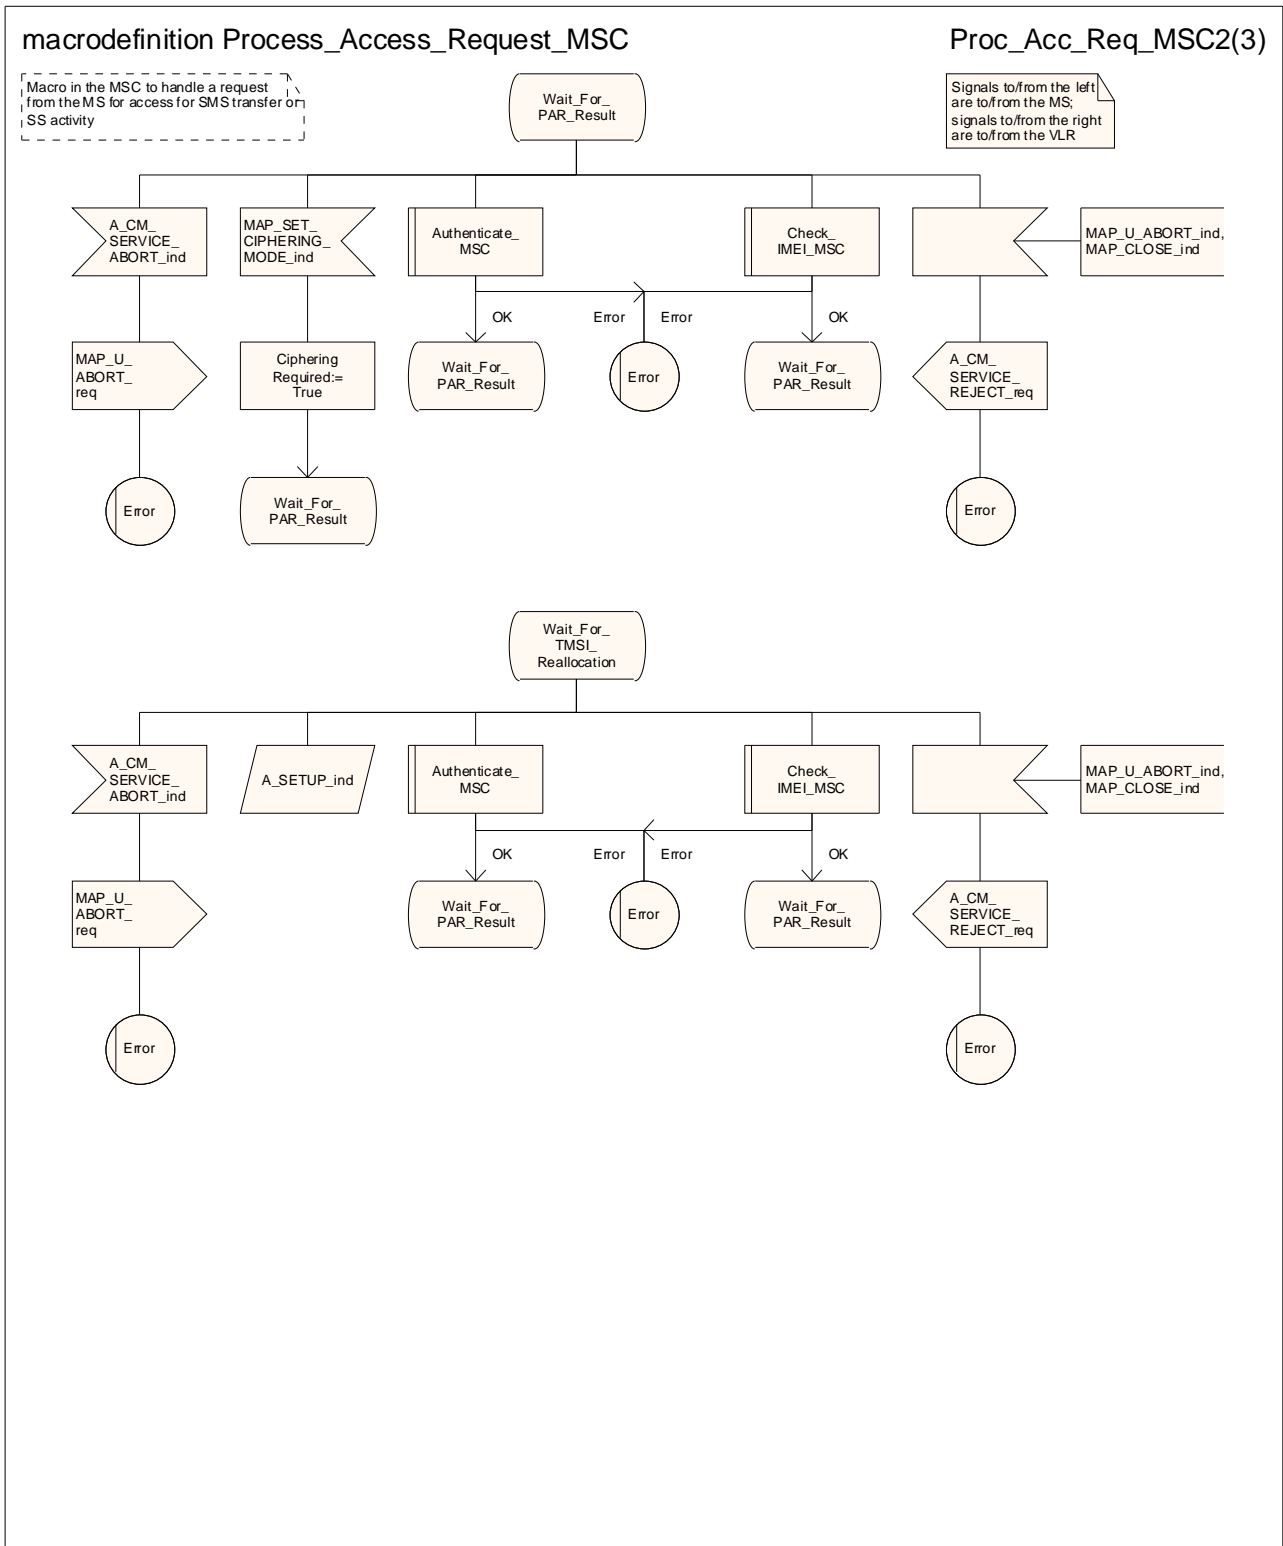 macrodefinition Process_Access_Request_MSC
Proc_Acc_Req_MSC2(3)
Macro in the MSC to handle a request
from the MS for access for SMS transfer or
SS activity
Wait_For_
PAR_Result
Signals to/from the left
are to/from the MS;
signals to/from the right
are to/from the VLR
A_CM_
SERVICE_
ABORT_ind
MAP_SET_
CIPHERING_
MODE_ind
Authenticate_
MSC
Check_
IMEI_MSC
MAP_U_ABORT_ind,
MAP_CLOSE_ind
OK
Error
Error
OK
MAP_U_
ABORT_
req
Ciphering
Required:=
True
Wait_For_
PAR_Result
Error
Wait_For_
PAR_Result
A_CM_
SERVICE_
REJECT_req
Error
Wait_For_
PAR_Result
Error
Wait_For_
TMSI_
Reallocation
A_CM_
SERVICE_
ABORT_ind
A_SETUP_ind
Authenticate_
MSC
Check_
IMEI_MSC
MAP_U_ABORT_ind,
MAP_CLOSE_ind
OK
Error
Error
OK
MAP_U_
ABORT_
req
Wait_For_
PAR_Result
Error
Wait_For_
PAR_Result
A_CM_
SERVICE_
REJECT_req
Error
Error